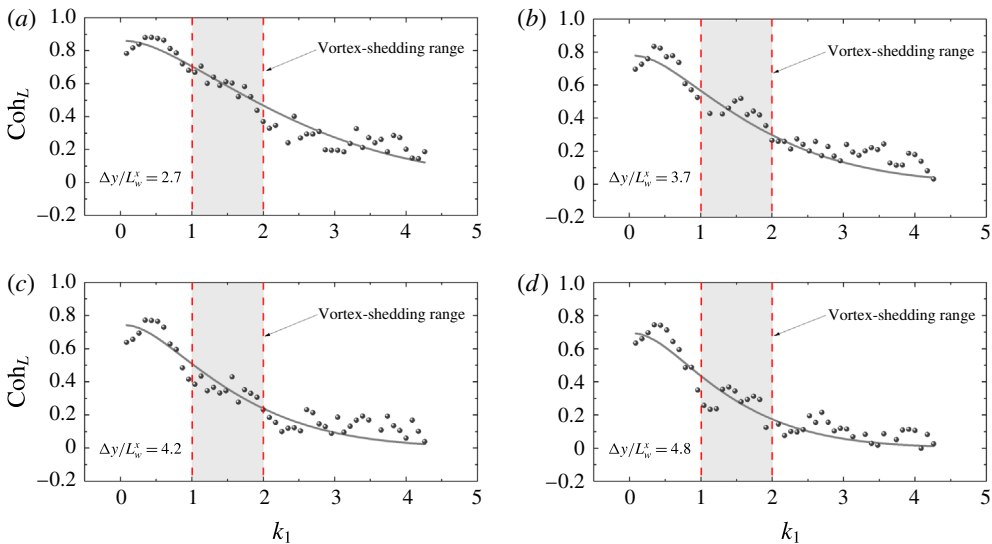 (a)
1.0
0.8
0.6
0.4
0.2
0
−0.2
Coh_L
Vortex-shedding range
Δy/L_w^x = 2.7
0 1 2 3 4 5
(b)
1.0
0.8
0.6
0.4
0.2
0
−0.2
Vortex-shedding range
Δy/L_w^x = 3.7
0 1 2 3 4 5
(c)
1.0
0.8
0.6
0.4
0.2
0
−0.2
Coh_L
Vortex-shedding range
Δy/L_w^x = 4.2
0 1 2 3 4 5
k_1
(d)
1.0
0.8
0.6
0.4
0.2
0
−0.2
Vortex-shedding range
Δy/L_w^x = 4.8
0 1 2 3 4 5
k_1